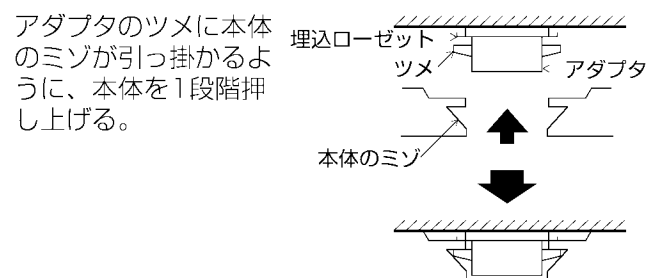 アダプタのツメに本体
のミゾが引っ掛かるよ
うに、本体を1段階押
し上げる。
埋込ローゼット
ツメ
アダプタ
本体のミゾ